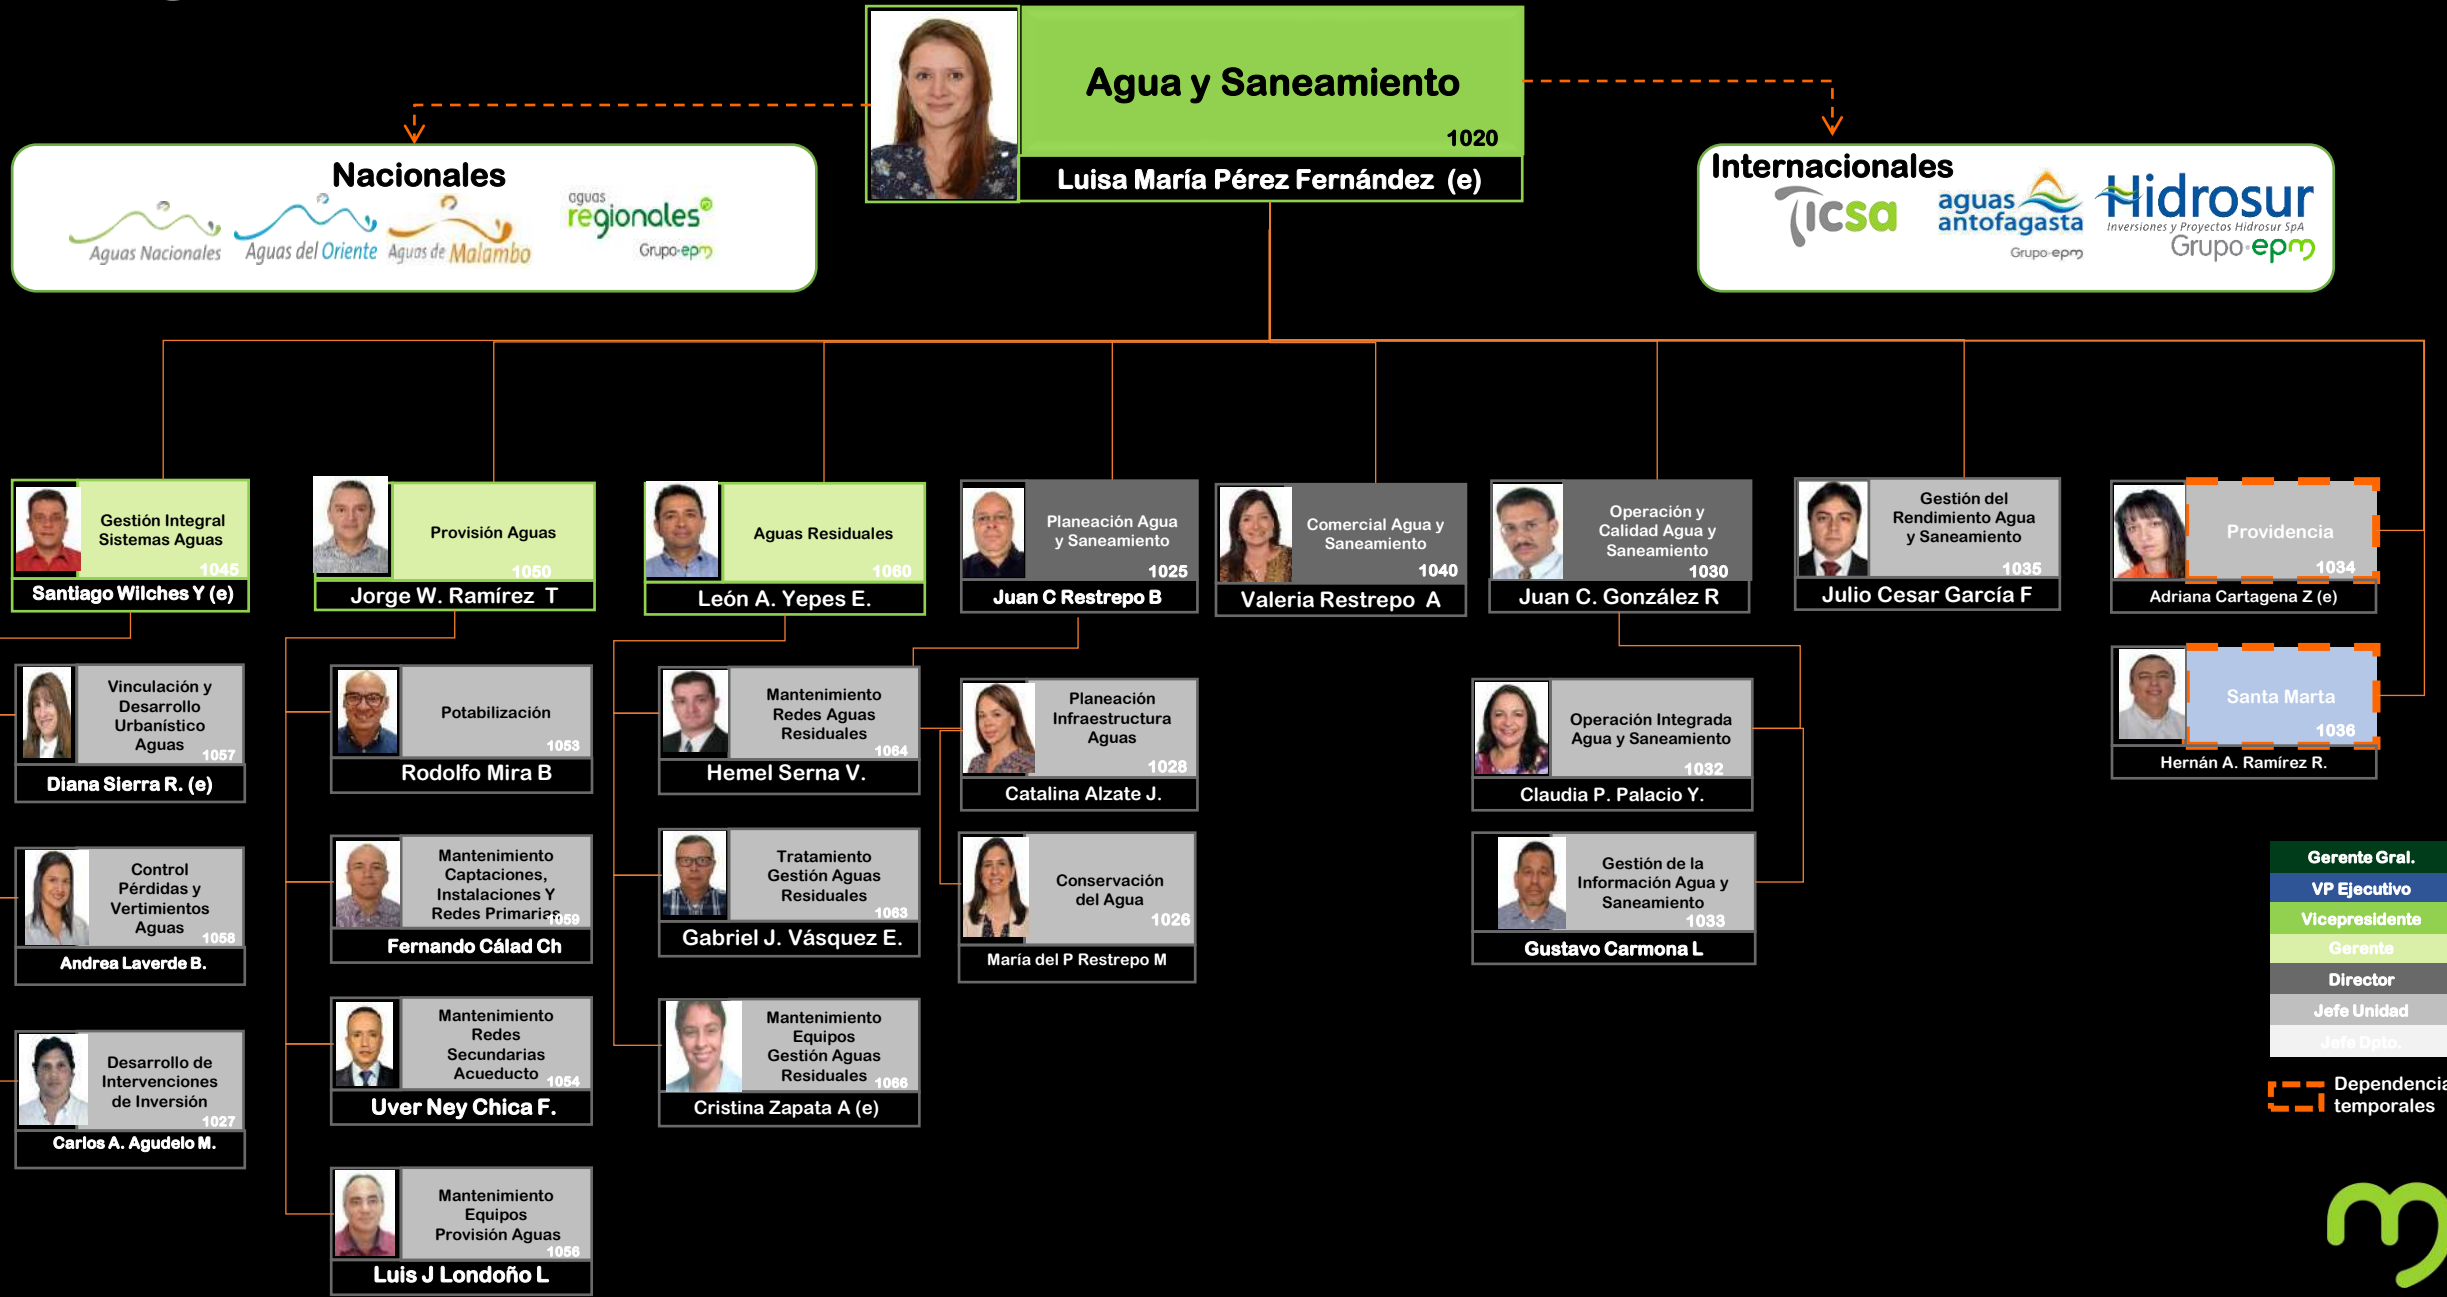 Agua y Saneamiento
1020
Luisa María Pérez Fernández (e)
Nacionales
Aguas Nacionales
Aguas del Oriente
Aguas de Malambo
aguas
regionales
Grupo·epm
Internacionales
Ticsa
aguas
antofagasta
Grupo·epm
Hidrosur
Inversiones y Proyectos Hidrosur SpA
Grupo·epm
Gestión Integral
Sistemas Aguas
1045
Santiago Wilches Y (e)
Provisión Aguas
1050
Jorge W. Ramírez T
Aguas Residuales
1060
León A. Yepes E.
Planeación Agua
y Saneamiento
1025
Juan C Restrepo B
Comercial Agua y
Saneamiento
1040
Valeria Restrepo A
Operación y
Calidad Agua y
Saneamiento
1030
Juan C. González R
Gestión del
Rendimiento Agua
y Saneamiento
1035
Julio Cesar García F
Providencia
1034
Adriana Cartagena Z (e)
Vinculación y
Desarrollo
Urbanístico
Aguas
1057
Diana Sierra R. (e)
Potabilización
1053
Rodolfo Mira B
Mantenimiento
Redes Aguas
Residuales
1064
Hemel Serna V.
Planeación
Infraestructura
Aguas
1028
Catalina Alzate J.
Operación Integrada
Agua y Saneamiento
1032
Claudia P. Palacio Y.
Santa Marta
1036
Hernán A. Ramírez R.
Control
Pérdidas y
Vertimientos
Aguas
1058
Andrea Laverde B.
Mantenimiento
Captaciones,
Instalaciones Y
Redes Primarias
1059
Fernando Cálad Ch
Tratamiento
Gestión Aguas
Residuales
1063
Gabriel J. Vásquez E.
Conservación
del Agua
1026
María del P Restrepo M
Gestión de la
Información Agua y
Saneamiento
1033
Gustavo Carmona L
Desarrollo de
Intervenciones
de Inversión
1027
Carlos A. Agudelo M.
Mantenimiento
Redes
Secundarias
Acueducto
1054
Uver Ney Chica F.
Mantenimiento
Equipos
Gestión Aguas
Residuales
1066
Cristina Zapata A (e)
Mantenimiento
Equipos
Provisión Aguas
1056
Luis J Londoño L
Gerente Gral.
VP Ejecutivo
Vicepresidente
Gerente
Director
Jefe Unidad
Jefe Dpto.
Dependencia
temporales